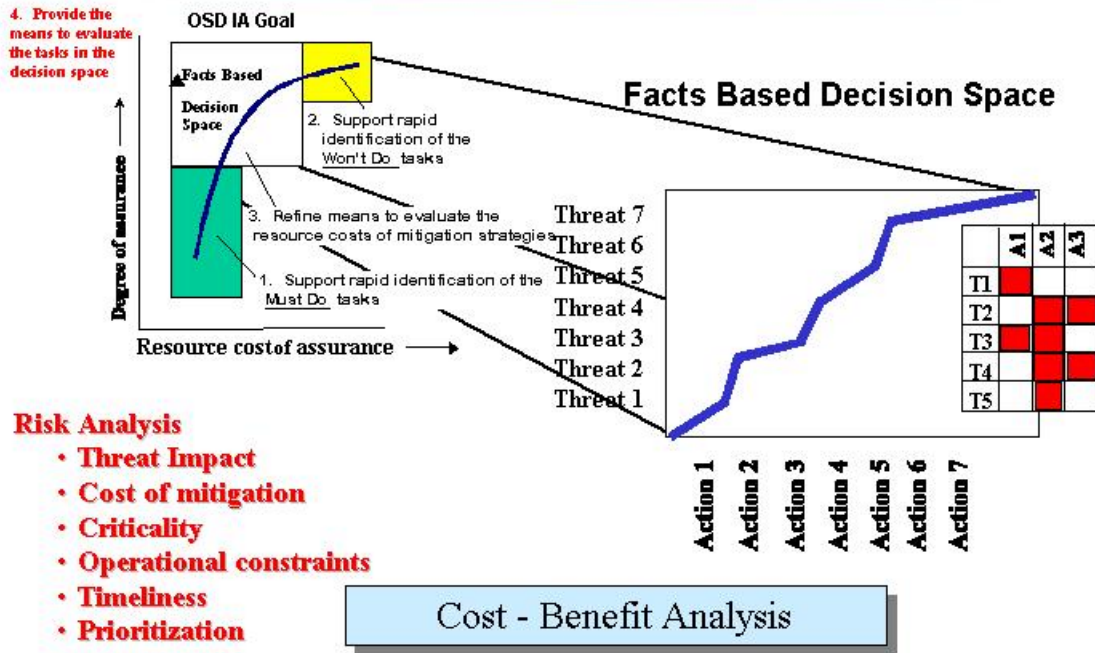 4. Provide the
means to evaluate
the tasks in the
decision space
OSD IA Goal
Facts Based
Decision
Space
2. Support rapid
identification of the
Won't Do tasks
3. Refine means to evaluate the
resource costs of mitigation strategies
1. Support rapid identification of the
Must Do tasks
Degree of assurance
Resource cost of assurance
Facts Based Decision Space
Threat 7
Threat 6
Threat 5
Threat 4
Threat 3
Threat 2
Threat 1
Action 1
Action 2
Action 3
Action 4
Action 5
Action 6
Action 7
A1
A2
A3
T1
T2
T3
T4
T5
Risk Analysis
• Threat Impact
• Cost of mitigation
• Criticality
• Operational constraints
• Timeliness
• Prioritization
Cost - Benefit Analysis